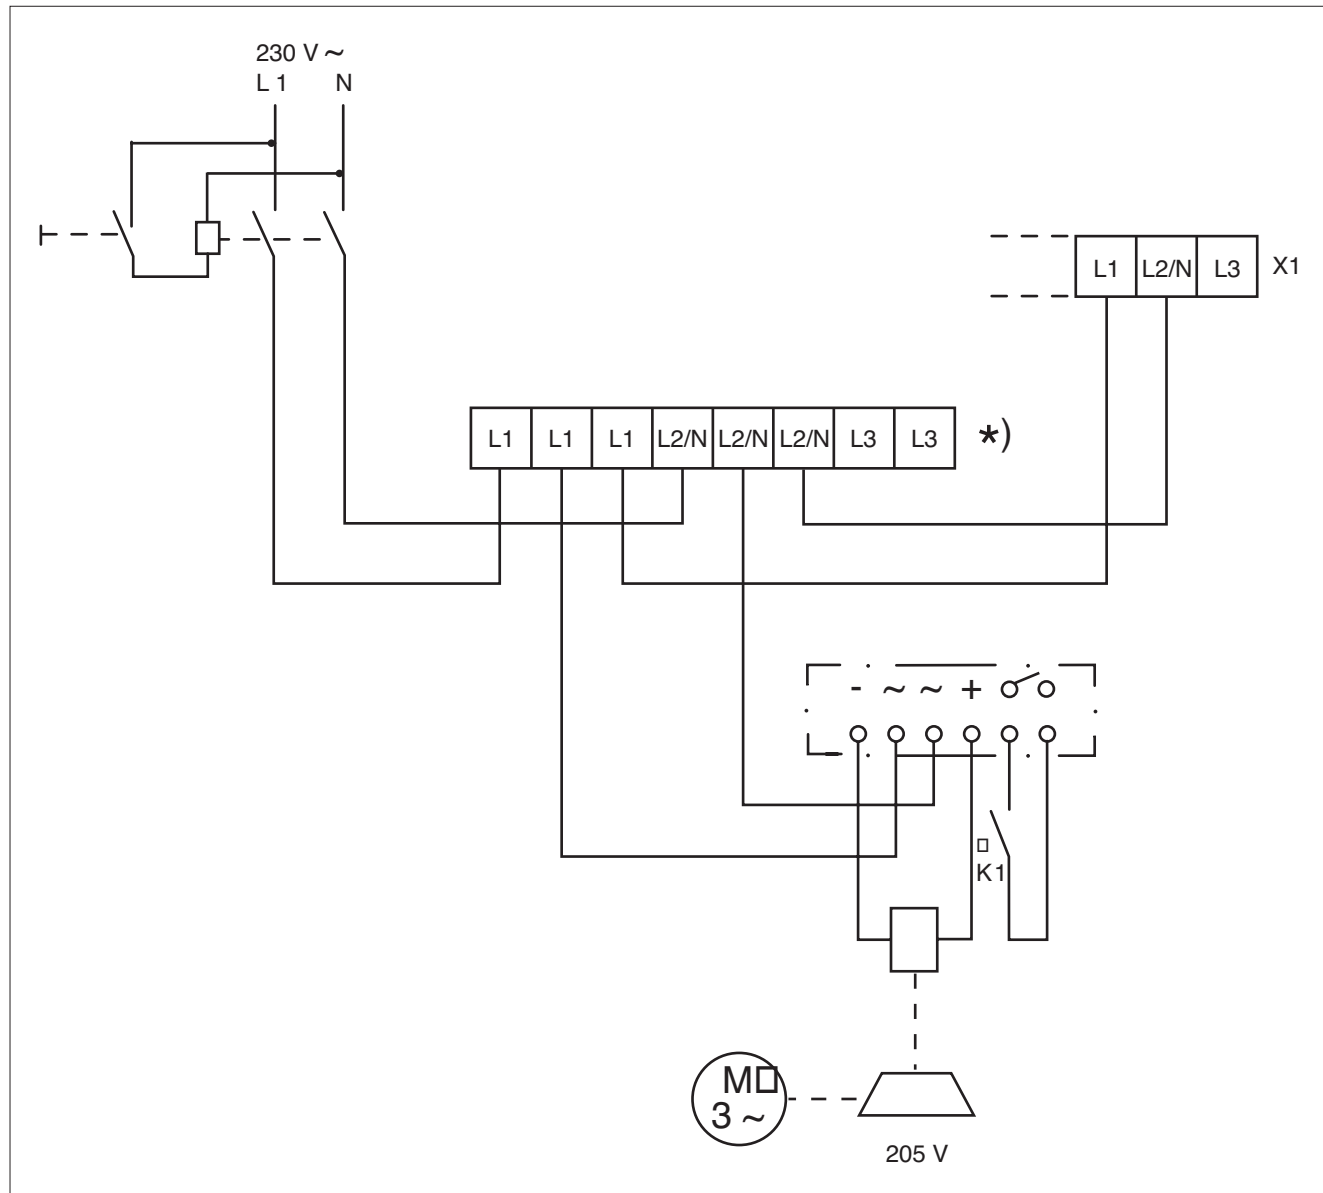 230 V ~
L 1 N
L1 L2/N L3 X1
L1 L1 L1 L2/N L2/N L2/N L3 L3 *)
- ~ ~ +
K1
M
3 ~
205 V